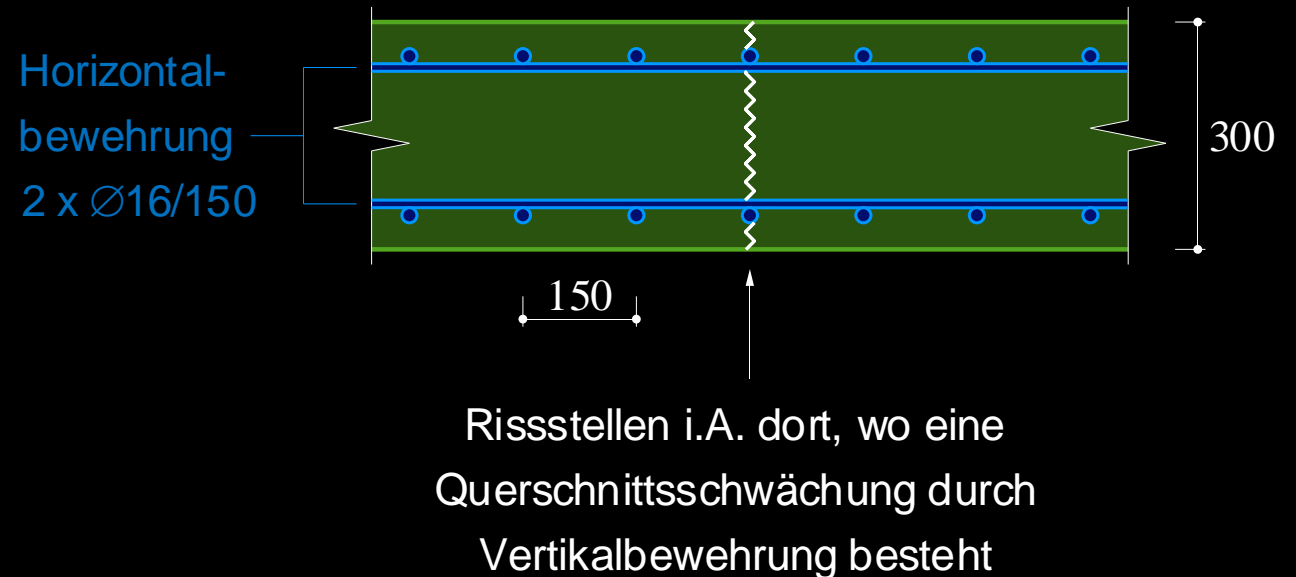 Horizontal-
bewehrung
2 x ∅16/150
300
150
Rissstellen i.A. dort, wo eine
Querschnittsschwächung durch
Vertikalbewehrung besteht